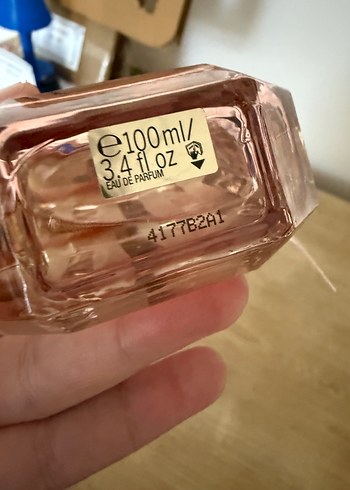 ℮100ml/
3.4 fl oz
EAU DE PARFUM
4177B2A1